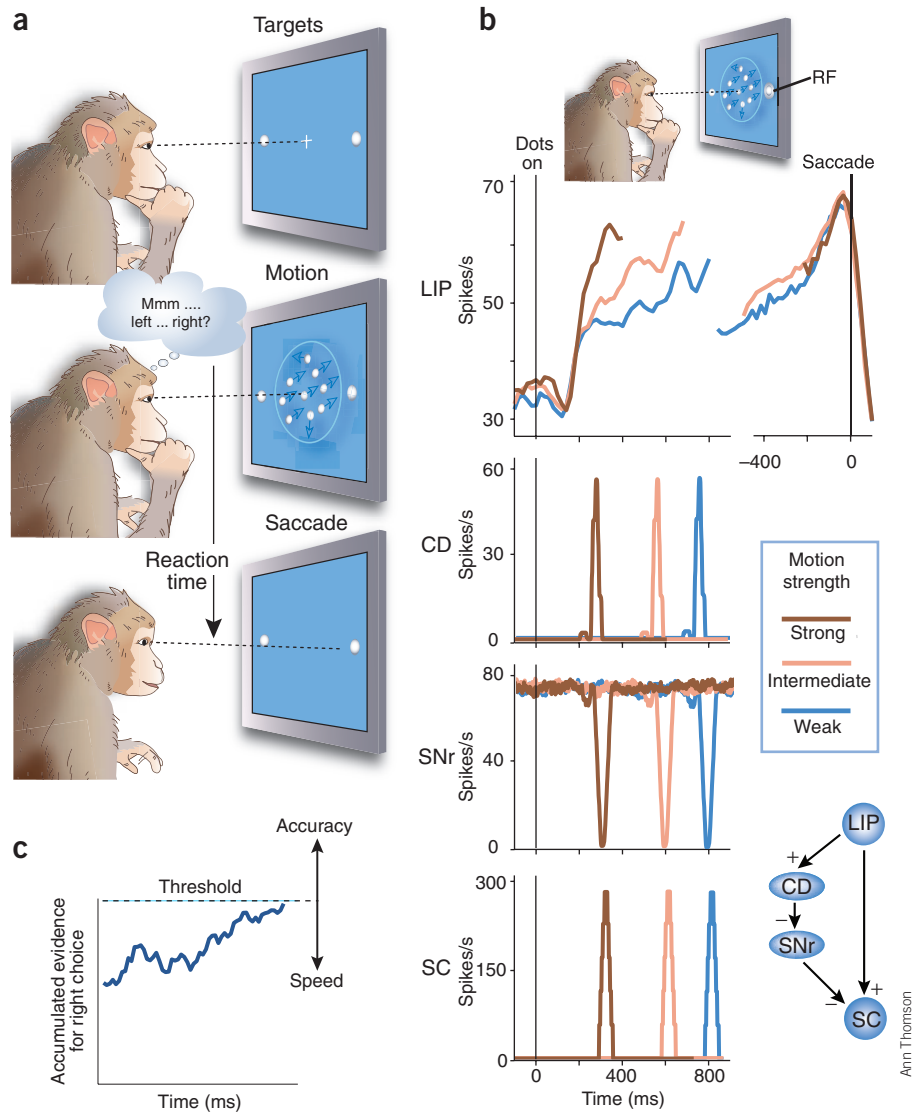 a
Targets
Motion
Mmm ....
left ... right?
Saccade
Reaction
time
b
RF
Dots
on
Saccade
LIP
Spikes/s
70
50
30
−400
0
CD
Spikes/s
60
30
0
SNr
Spikes/s
80
40
0
SC
Spikes/s
300
150
0
0
400
800
Time (ms)
Motion
strength
Strong
Intermediate
Weak
LIP
+
CD
−
SNr
−
+
SC
c
Accuracy
Threshold
Speed
Accumulated evidence
for right choice
Time (ms)
Ann Thomson